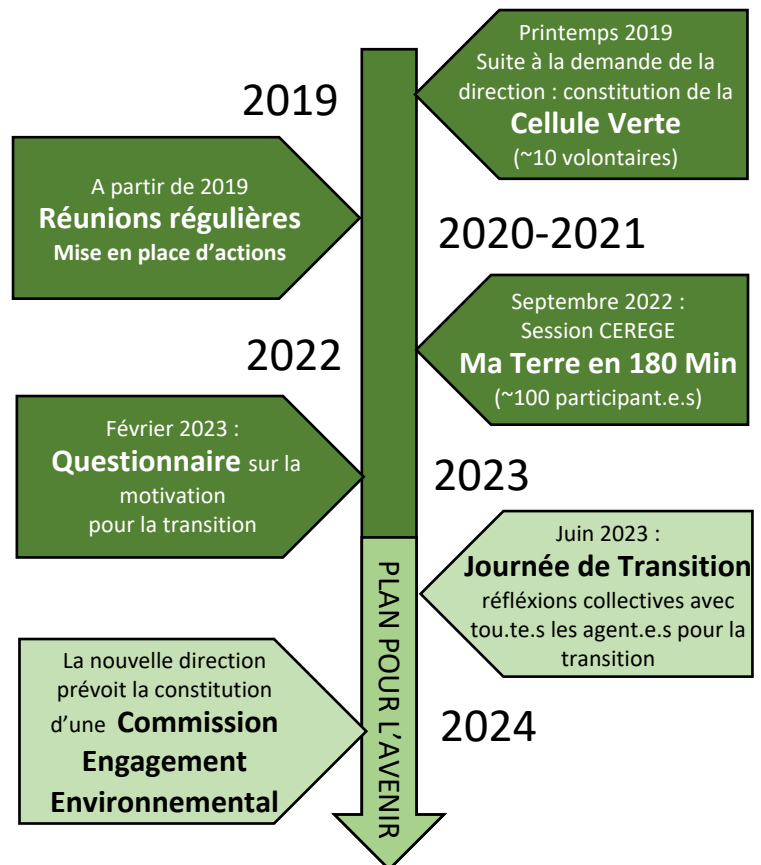 Printemps 2019
Suite à la demande de la
direction : constitution de la
Cellule Verte
(~10 volontaires)
2019
A partir de 2019
Réunions régulières
Mise en place d'actions
2020-2021
Septembre 2022 :
Session CEREGE
Ma Terre en 180 Min
(~100 participant.e.s)
2022
Février 2023 :
Questionnaire sur la
motivation
pour la transition
2023
Juin 2023 :
Journée de Transition
réfléxions collectives avec
tou.te.s les agent.e.s pour la
transition
PLAN POUR L'AVENIR
La nouvelle direction
prévoit la constitution
d'une Commission
Engagement
Environnemental
2024